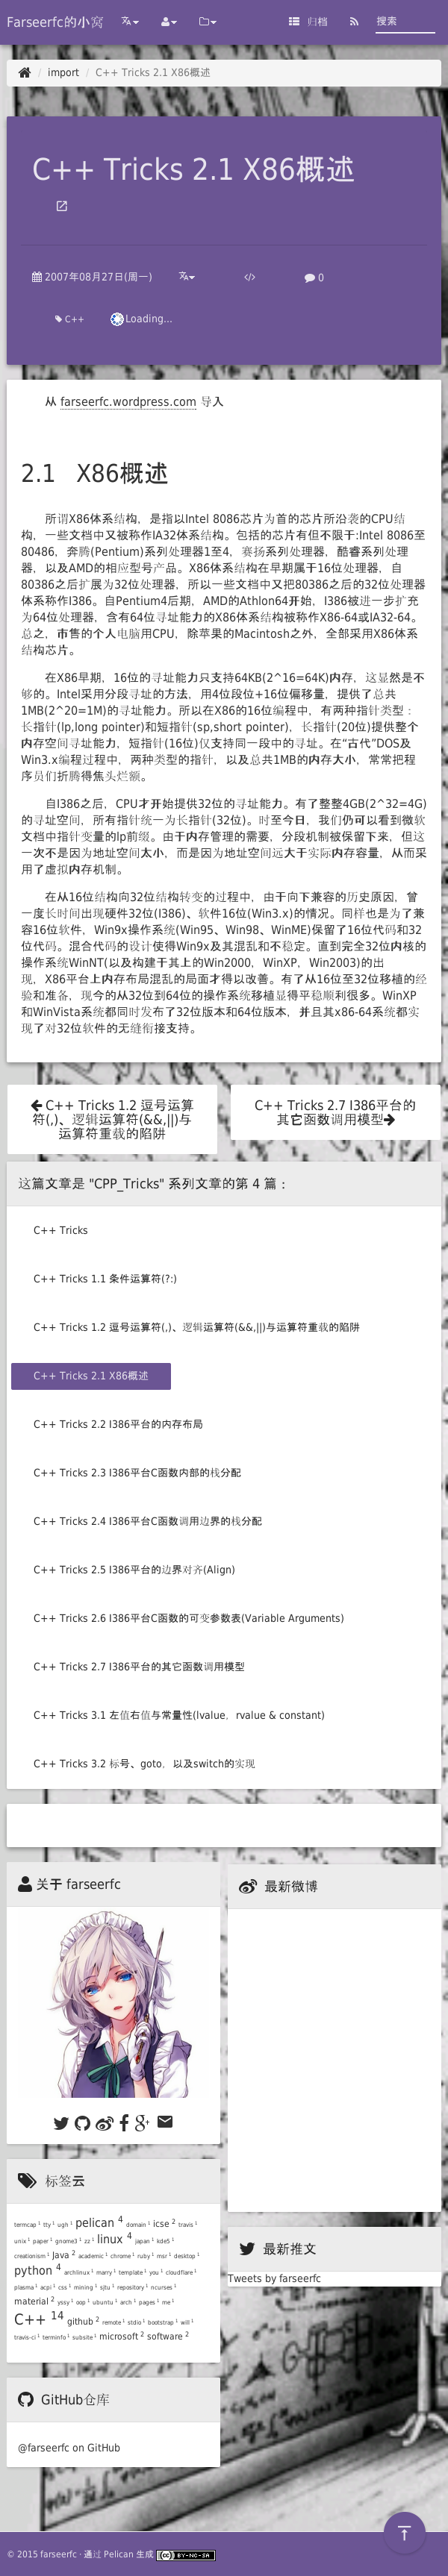 Farseerfc的小窝
归档
搜索
import / C++ Tricks 2.1 X86概述
C++ Tricks 2.1 X86概述
2007年08月27日(周一)
0
C++
Loading...
从 farseerfc.wordpress.com 导入
2.1 X86概述
所谓X86体系结构，是指以Intel 8086芯片为首的芯片所沿袭的CPU结
构，一些文档中又被称作IA32体系结构。包括的芯片有但不限于:Intel 8086至
80486，奔腾(Pentium)系列处理器1至4，赛扬系列处理器，酷睿系列处理
器，以及AMD的相应型号产品。X86体系结构在早期属于16位处理器，自
80386之后扩展为32位处理器，所以一些文档中又把80386之后的32位处理器
体系称作I386。自Pentium4后期，AMD的Athlon64开始，I386被进一步扩充
为64位处理器，含有64位寻址能力的X86体系结构被称作X86-64或IA32-64。
总之，市售的个人电脑用CPU，除苹果的Macintosh之外，全部采用X86体系
结构芯片。
在X86早期，16位的寻址能力只支持64KB(2^16=64K)内存，这显然是不
够的。Intel采用分段寻址的方法，用4位段位+16位偏移量，提供了总共
1MB(2^20=1M)的寻址能力。所以在X86的16位编程中，有两种指针类型：
长指针(lp,long pointer)和短指针(sp,short pointer)，长指针(20位)提供整个
内存空间寻址能力，短指针(16位)仅支持同一段中的寻址。在“古代”DOS及
Win3.x编程过程中，两种类型的指针，以及总共1MB的内存大小，常常把程
序员们折腾得焦头烂额。
自I386之后，CPU才开始提供32位的寻址能力。有了整整4GB(2^32=4G)
的寻址空间，所有指针统一为长指针(32位)。时至今日，我们仍可以看到微软
文档中指针变量的lp前缀。由于内存管理的需要，分段机制被保留下来，但这
一次不是因为地址空间太小，而是因为地址空间远大于实际内存容量，从而采
用了虚拟内存机制。
在从16位结构向32位结构转变的过程中，由于向下兼容的历史原因，曾
一度长时间出现硬件32位(I386)、软件16位(Win3.x)的情况。同样也是为了兼
容16位软件，Win9x操作系统(Win95、Win98、WinME)保留了16位代码和32
位代码。混合代码的设计使得Win9x及其混乱和不稳定。直到完全32位内核的
操作系统WinNT(以及构建于其上的Win2000，WinXP，Win2003)的出
现，X86平台上内存布局混乱的局面才得以改善。有了从16位至32位移植的经
验和准备，现今的从32位到64位的操作系统移植显得平稳顺利很多。WinXP
和WinVista系统都同时发布了32位版本和64位版本，并且其x86-64系统都实
现了对32位软件的无缝衔接支持。
C++ Tricks 1.2 逗号运算
符(,)、逻辑运算符(&&,||)与
运算符重载的陷阱
C++ Tricks 2.7 I386平台的
其它函数调用模型
这篇文章是 "CPP_Tricks" 系列文章的第 4 篇：
C++ Tricks
C++ Tricks 1.1 条件运算符(?:)
C++ Tricks 1.2 逗号运算符(,)、逻辑运算符(&&,||)与运算符重载的陷阱
C++ Tricks 2.1 X86概述
C++ Tricks 2.2 I386平台的内存布局
C++ Tricks 2.3 I386平台C函数内部的栈分配
C++ Tricks 2.4 I386平台C函数调用边界的栈分配
C++ Tricks 2.5 I386平台的边界对齐(Align)
C++ Tricks 2.6 I386平台C函数的可变参数表(Variable Arguments)
C++ Tricks 2.7 I386平台的其它函数调用模型
C++ Tricks 3.1 左值右值与常量性(lvalue，rvalue & constant)
C++ Tricks 3.2 标号、goto，以及switch的实现
关于 farseerfc
最新微博
标签云
termcap 1 tty 1 ugh 1 pelican 4 domain 1 icse 2 travis 1
unix 1 paper 1 gnome3 1 zz 1 linux 4 japan 1 kde5 1
creationism 1 Java 2 academic 1 chrome 1 ruby 1 msr 1 desktop 1
python 4 archlinux 1 marry 1 template 1 you 1 cloudflare 1
plasma 1 acpi 1 css 1 mining 1 sjtu 1 repository 1 ncurses 1
material 2 yssy 1 oop 1 ubuntu 1 arch 1 pages 1 me 1
C++ 14 github 2 remote 1 stdio 1 bootstrap 1 will 1
travis-ci 1 terminfo 1 subsite 1 microsoft 2 software 2
最新推文
Tweets by farseerfc
GitHub仓库
@farseerfc on GitHub
© 2015 farseerfc · 通过 Pelican 生成
cc BY-NC-SA